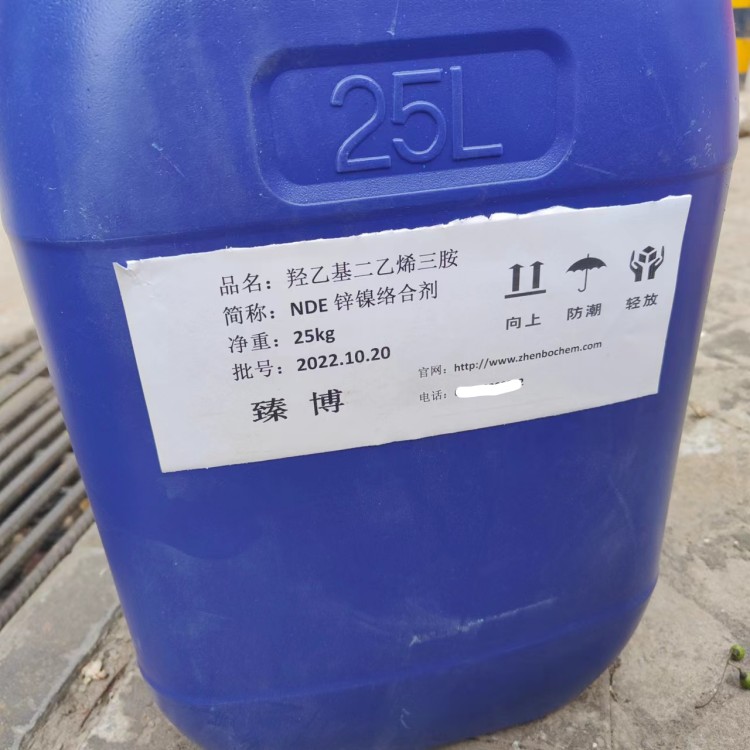 25L
品名：羟乙基二乙烯三胺
简称：NDE 锌镍络合剂
净重：25kg
批号：2022.10.20
臻博
向上 防潮 轻放
官网：http://www.zhenbochem.com
电话：